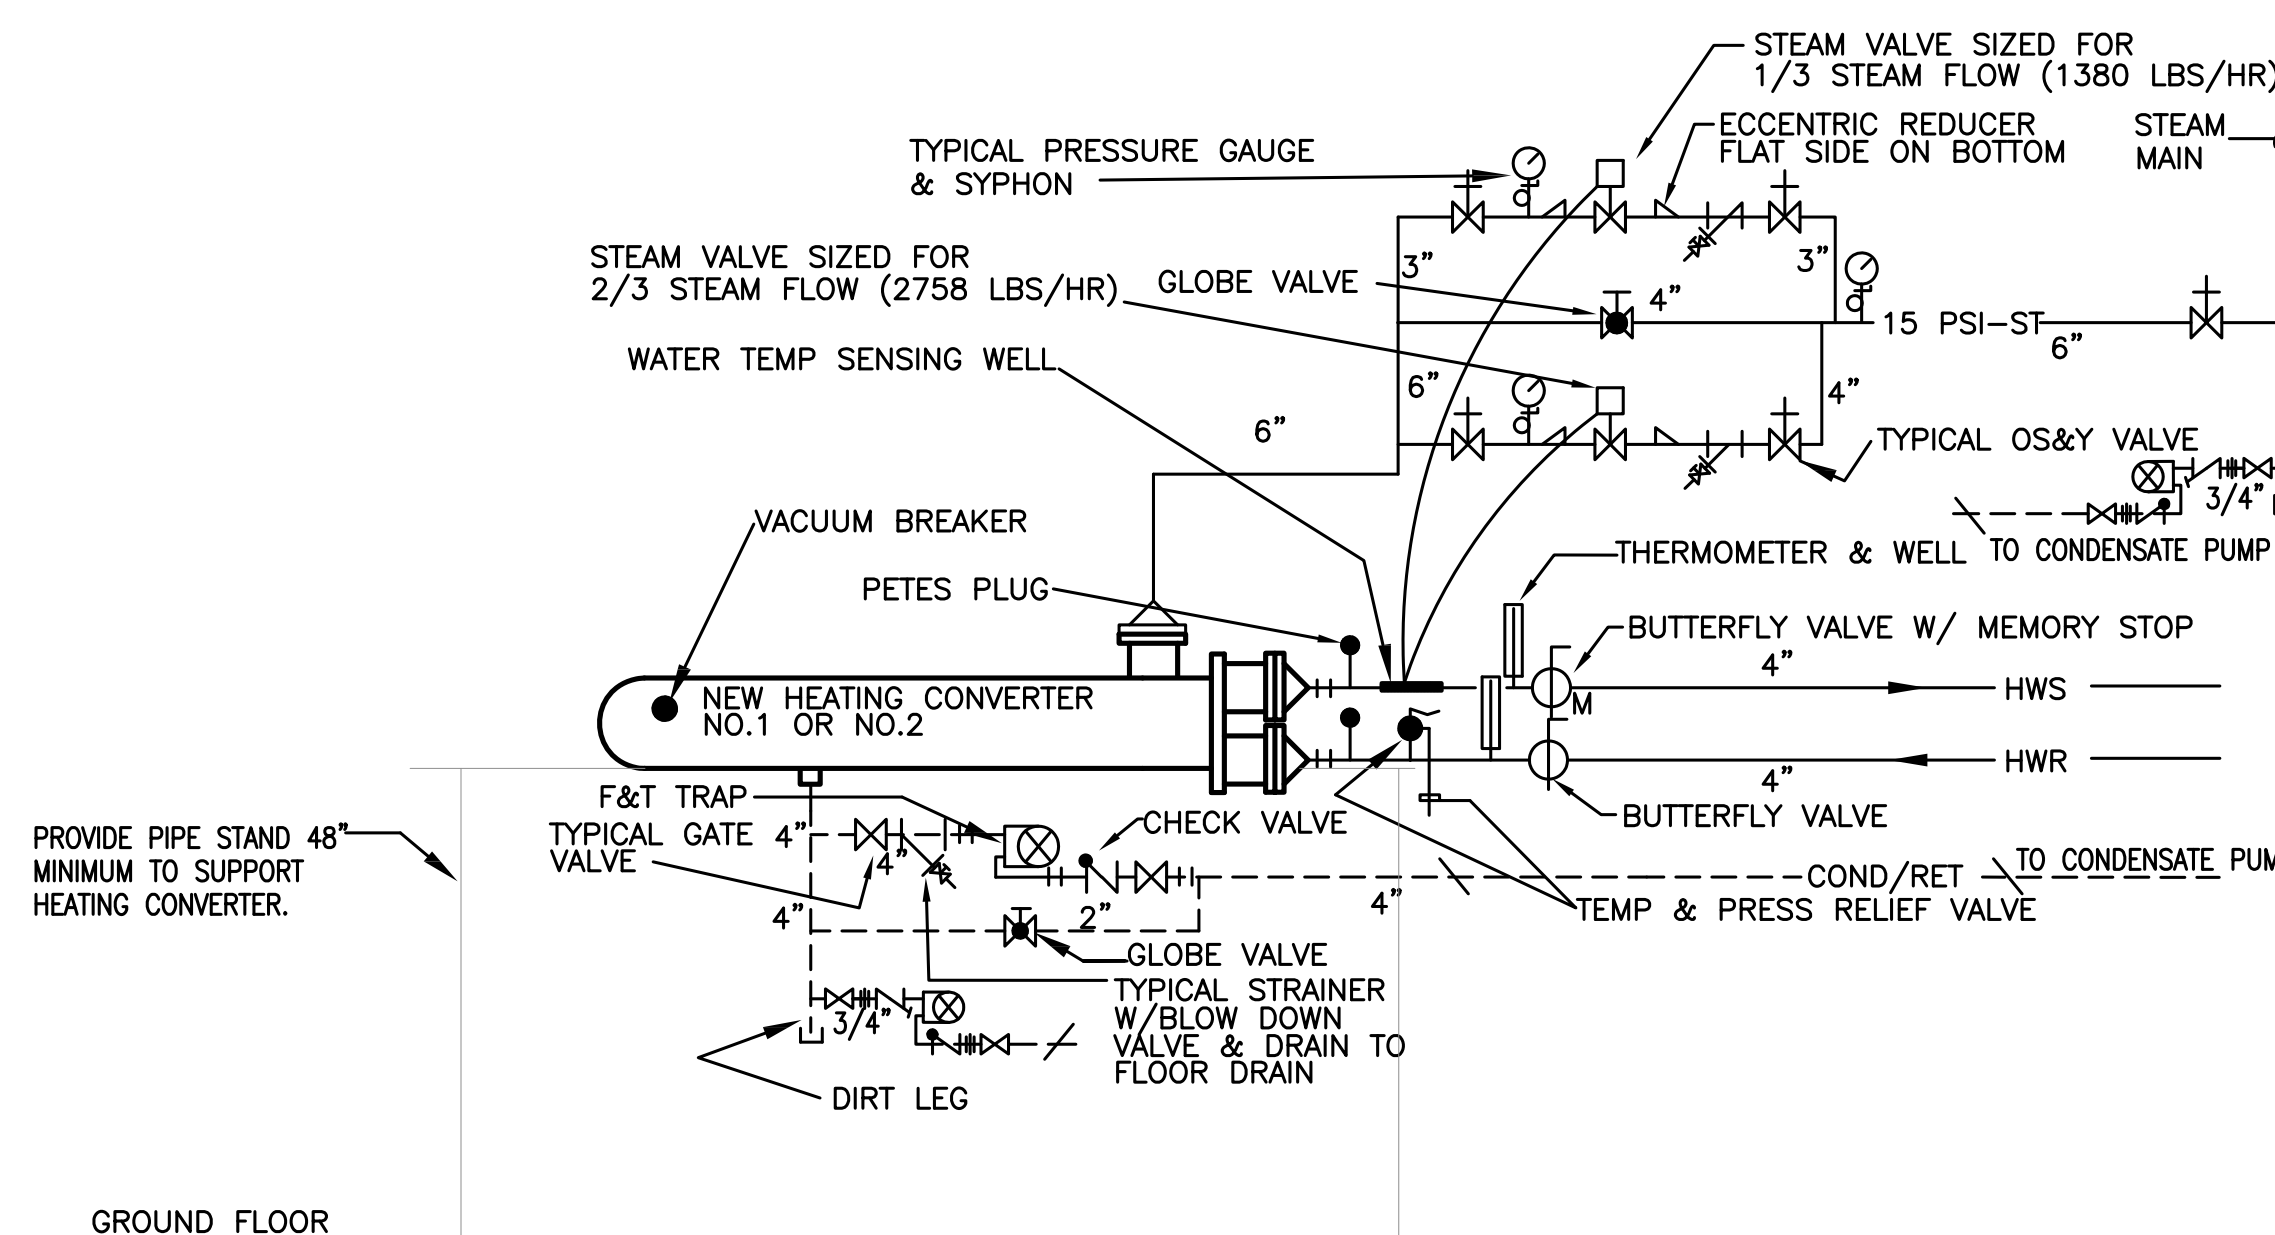 STEAM VALVE SIZED FOR
1/3 STEAM FLOW (1380 LBS/HR)
ECCENTRIC REDUCER
FLAT SIDE ON BOTTOM
STEAM
MAIN
TYPICAL PRESSURE GAUGE
& SYPHON
STEAM VALVE SIZED FOR
2/3 STEAM FLOW (2758 LBS/HR)
GLOBE VALVE
3"
3"
4"
15 PSI-ST
6"
WATER TEMP SENSING WELL
6"
4"
6"
TYPICAL OS&Y VALVE
3/4"
VACUUM BREAKER
THERMOMETER & WELL
TO CONDENSATE PUMP
PETES PLUG
BUTTERFLY VALVE W/ MEMORY STOP
4"
NEW HEATING CONVERTER
NO.1 OR NO.2
M
HWS
HWR
4"
F&T TRAP
BUTTERFLY VALVE
CHECK VALVE
PROVIDE PIPE STAND 48"
MINIMUM TO SUPPORT
HEATING CONVERTER.
TYPICAL GATE
VALVE
4"
4"
4"
2"
4"
COND/RET
TO CONDENSATE PUM
TEMP & PRESS RELIEF VALVE
GLOBE VALVE
TYPICAL STRAINER
W/BLOW DOWN
VALVE & DRAIN TO
FLOOR DRAIN
3/4"
DIRT LEG
GROUND FLOOR